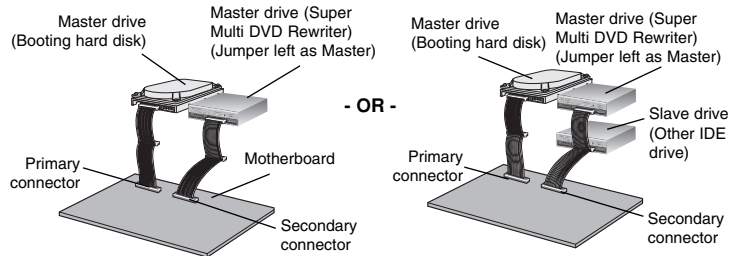 Master drive
(Booting hard disk)
Master drive (Super
Multi DVD Rewriter)
(Jumper left as Master)
Primary
connector
Motherboard
Secondary
connector
- OR -
Master drive
(Booting hard disk)
Master drive (Super
Multi DVD Rewriter)
(Jumper left as Master)
Slave drive
(Other IDE
drive)
Primary
connector
Secondary
connector